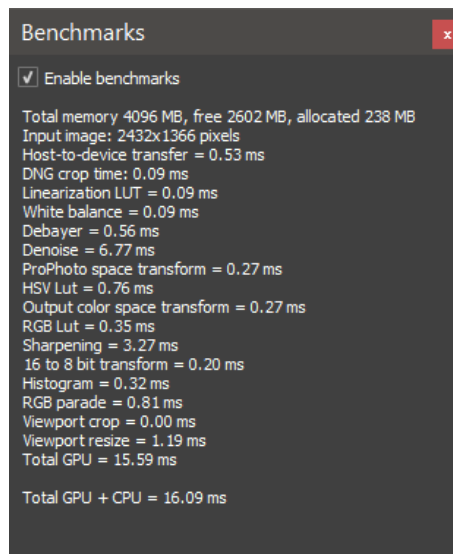 Benchmarks
x
Enable benchmarks
Total memory 4096 MB, free 2602 MB, allocated 238 MB
Input image: 2432x1366 pixels
Host-to-device transfer = 0.53 ms
DNG crop time: 0.09 ms
Linearization LUT = 0.09 ms
White balance = 0.09 ms
Debayer = 0.56 ms
Denoise = 6.77 ms
ProPhoto space transform = 0.27 ms
HSV Lut = 0.76 ms
Output color space transform = 0.27 ms
RGB Lut = 0.35 ms
Sharpening = 3.27 ms
16 to 8 bit transform = 0.20 ms
Histogram = 0.32 ms
RGB parade = 0.81 ms
Viewport crop = 0.00 ms
Viewport resize = 1.19 ms
Total GPU = 15.59 ms
Total GPU + CPU = 16.09 ms